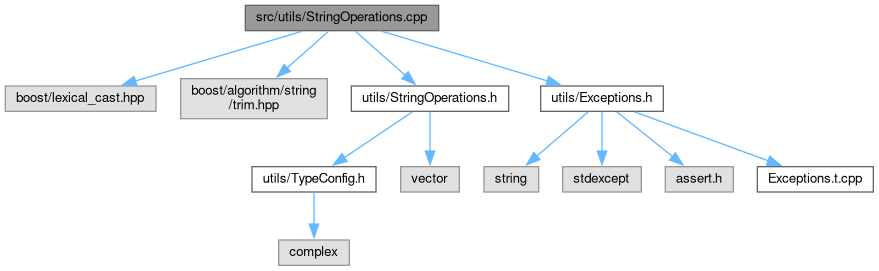 src/utils/StringOperations.cpp
boost/lexical_cast.hpp
boost/algorithm/string
/trim.hpp
utils/StringOperations.h
utils/Exceptions.h
utils/TypeConfig.h
vector
string
stdexcept
assert.h
Exceptions.t.cpp
complex